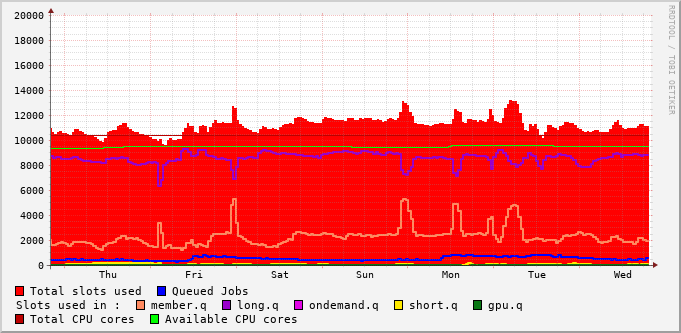 20000
18000
16000
14000
12000
10000
8000
6000
4000
2000
0
Thu Fri Sat Sun Mon Tue Wed
Total slots used Queued Jobs
Slots used in : member.q long.q ondemand.q short.q gpu.q
Total CPU cores Available CPU cores
RRDTOOL / TOBI OETIKER